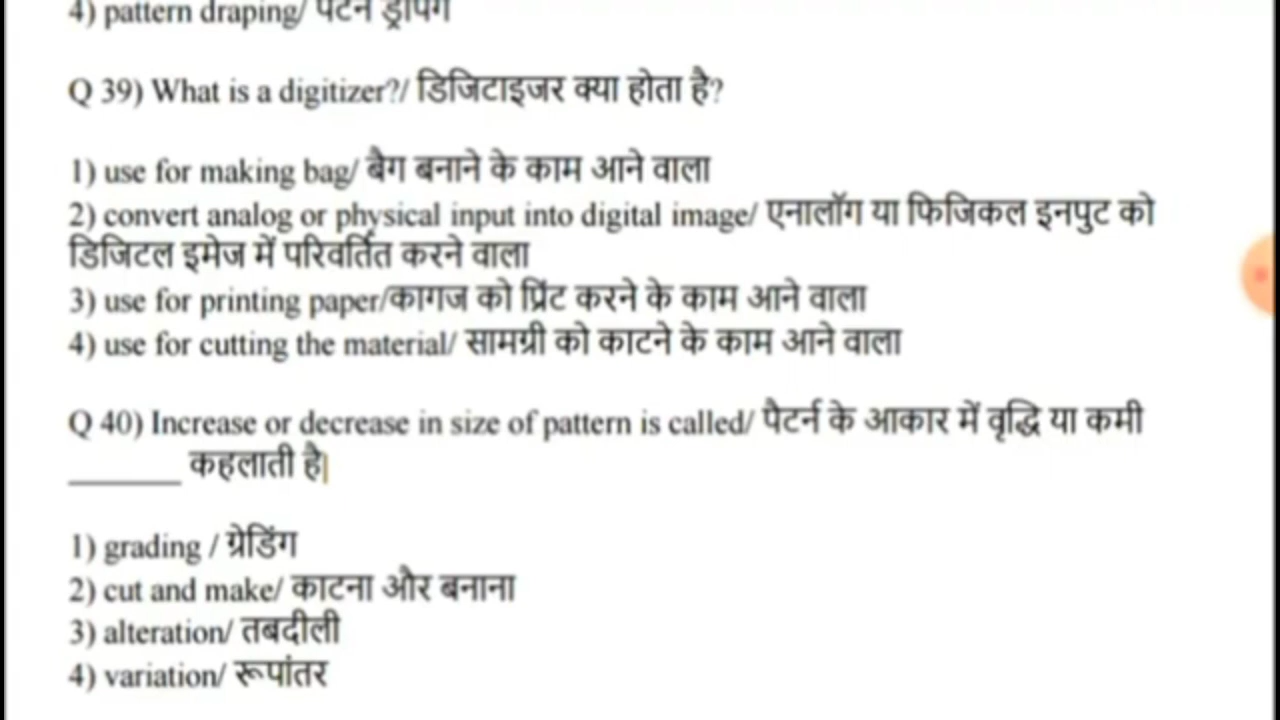 4) pattern draping/ पैटर्न ड्रेपिंग
Q 39) What is a digitizer?/ डिजिटाइजर क्या होता है?
1) use for making bag/ बैग बनाने के काम आने वाला
2) convert analog or physical input into digital image/ एनालॉग या फिजिकल इनपुट को
डिजिटल इमेज में परिवर्तित करने वाला
3) use for printing paper/कागज को प्रिंट करने के काम आने वाला
4) use for cutting the material/ सामग्री को काटने के काम आने वाला
Q 40) Increase or decrease in size of pattern is called/ पैटर्न के आकार में वृद्धि या कमी
_______ कहलाती है|
1) grading / ग्रेडिंग
2) cut and make/ काटना और बनाना
3) alteration/ तबदीली
4) variation/ रूपांतर